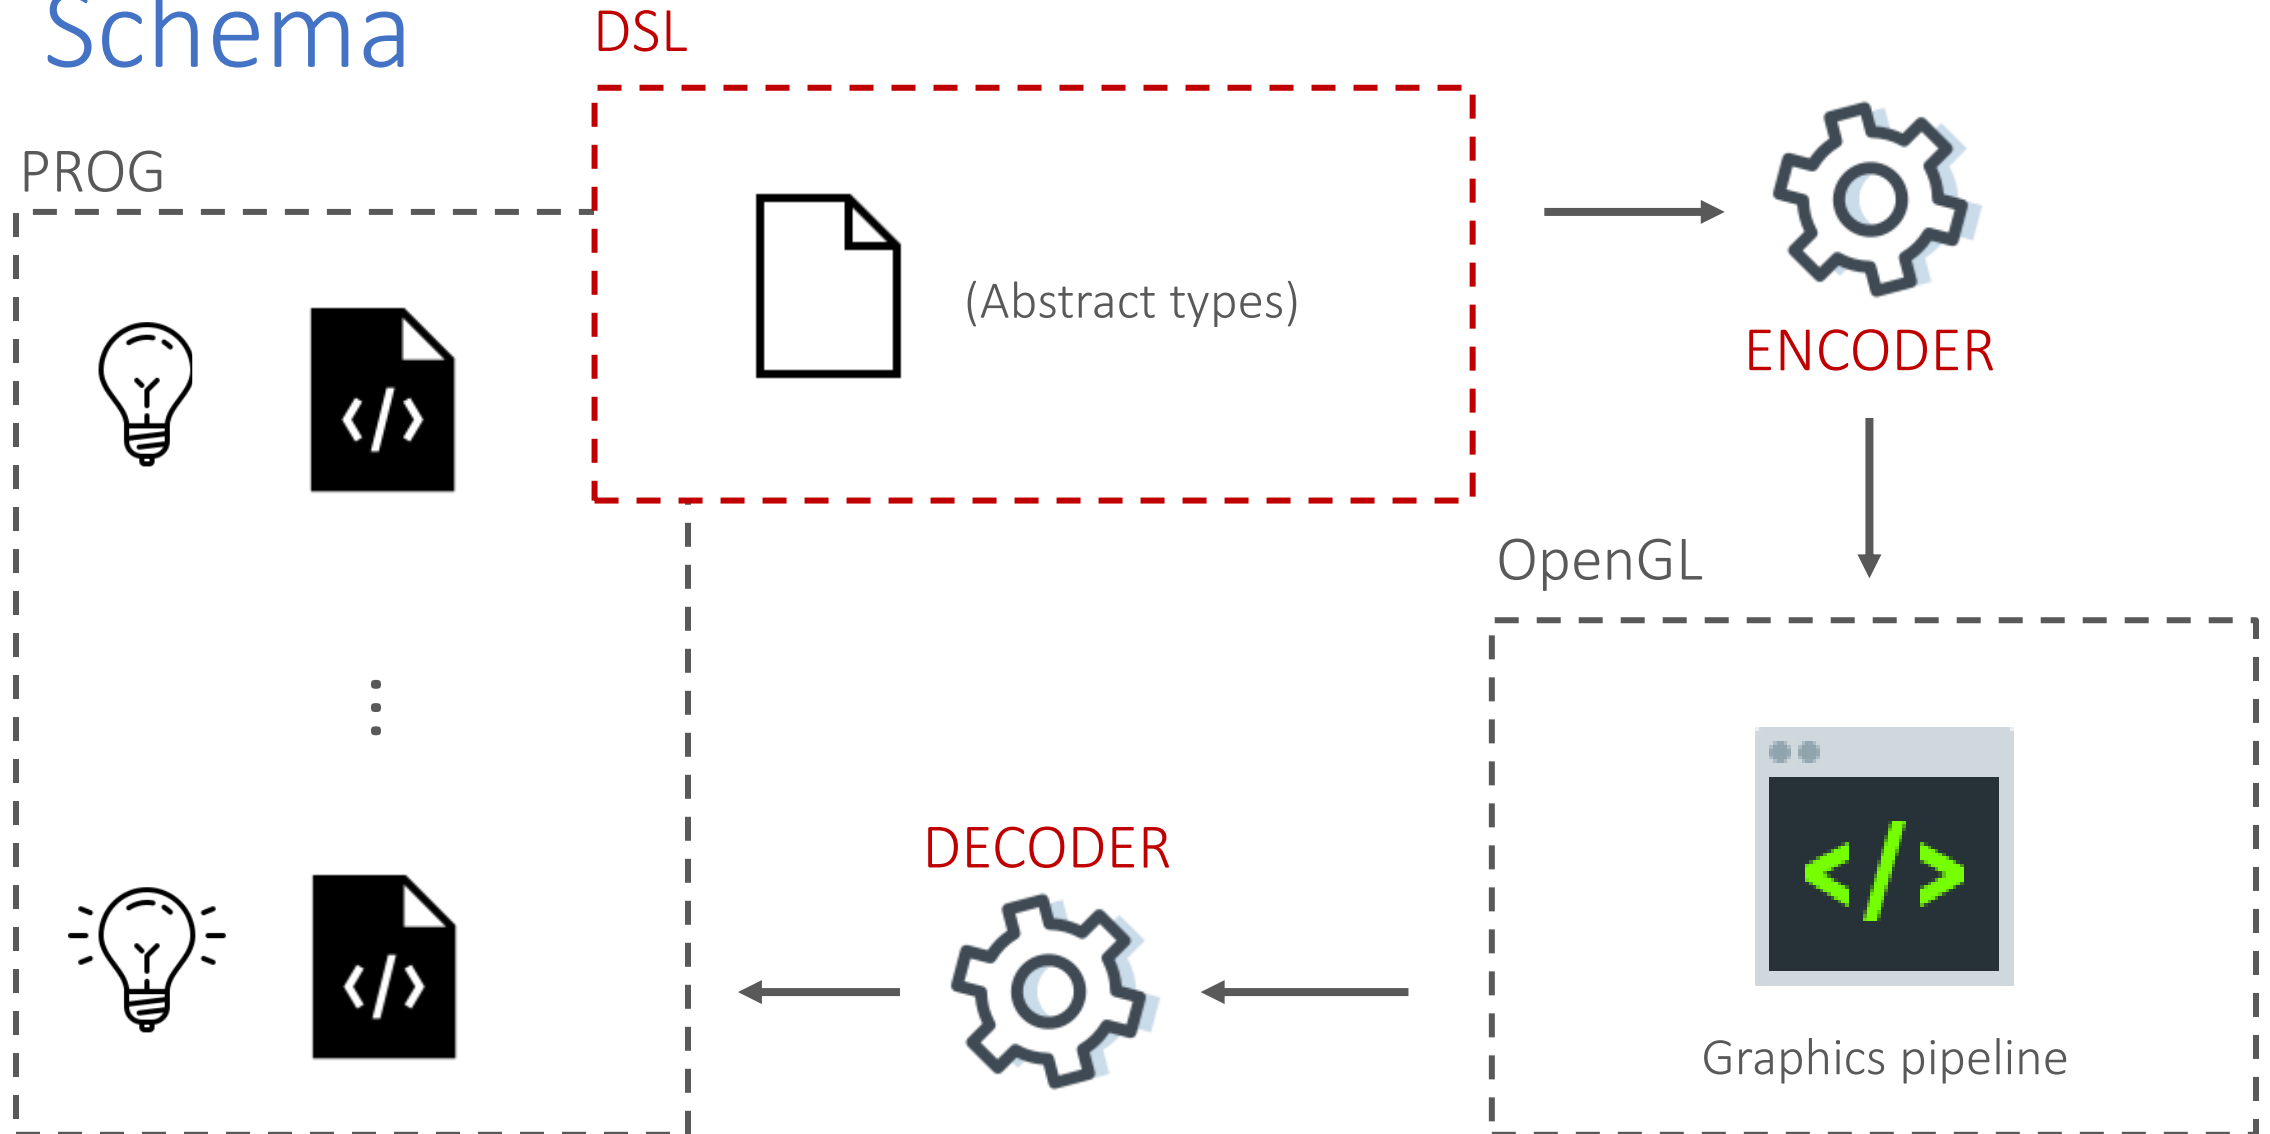 Schema
DSL
PROG
(Abstract types)
ENCODER
OpenGL
DECODER
Graphics pipeline